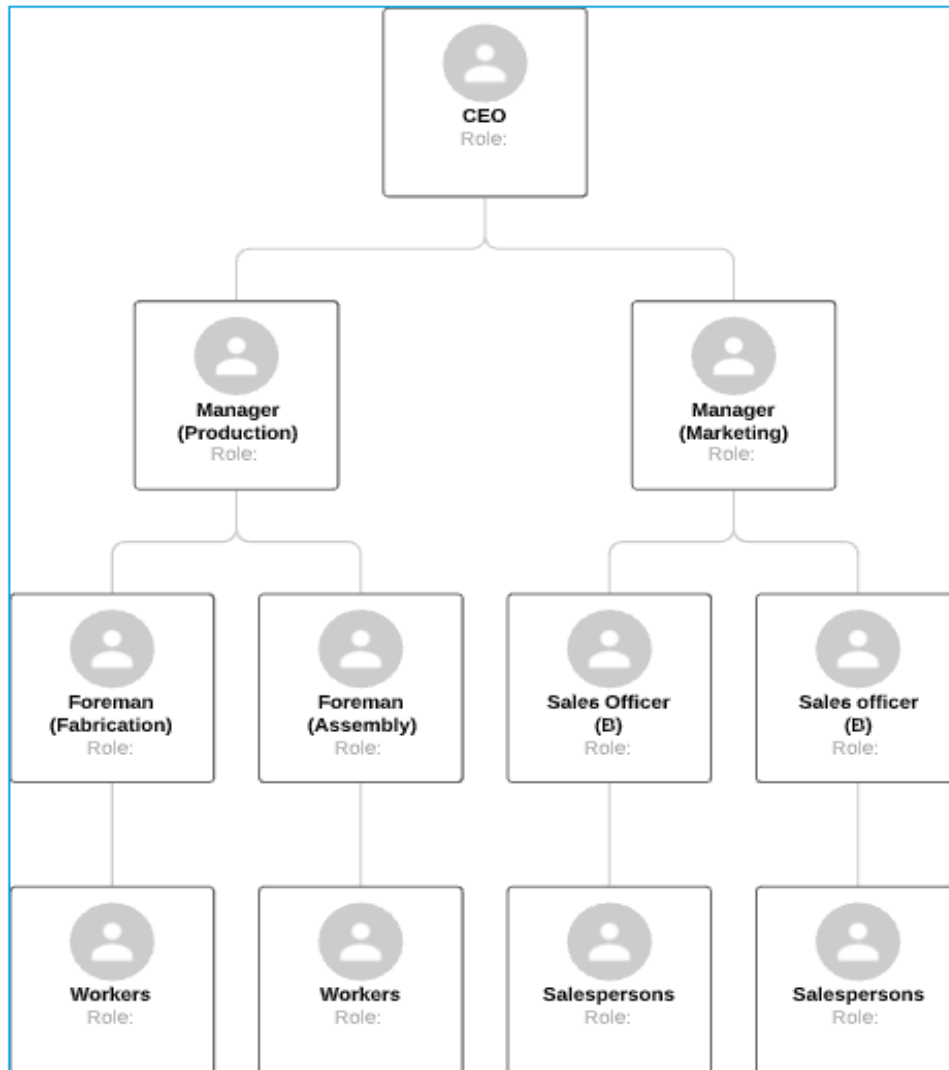 CEO
Role:
Manager
(Production)
Role:
Manager
(Marketing)
Role:
Foreman
(Fabrication)
Role:
Foreman
(Assembly)
Role:
Sales Officer
(B)
Role:
Sales officer
(B)
Role:
Workers
Role:
Workers
Role:
Salespersons
Role:
Salespersons
Role: